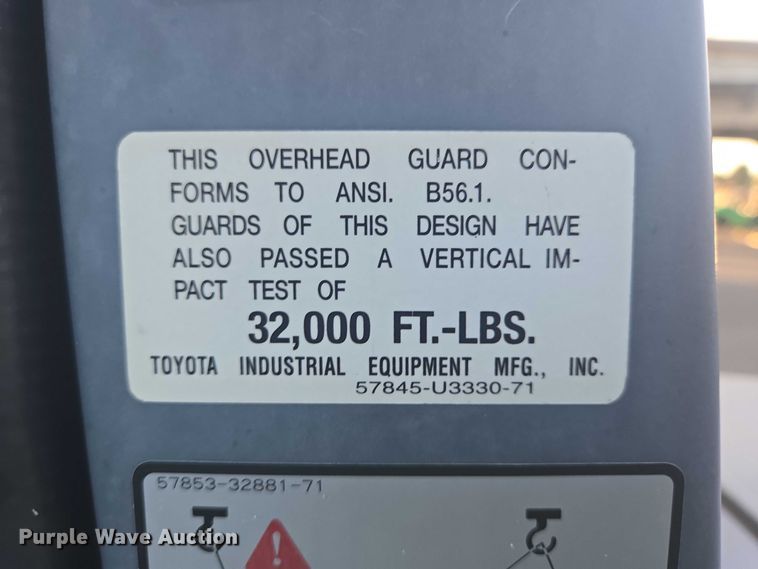 THIS OVERHEAD GUARD CON-
FORMS TO ANSI. B56.1.
GUARDS OF THIS DESIGN HAVE
ALSO PASSED A VERTICAL IM-
PACT TEST OF
32,000 FT.-LBS.
TOYOTA INDUSTRIAL EQUIPMENT MFG., INC.
57845-U3330-71
57853-32881-71
Purple Wave Auction